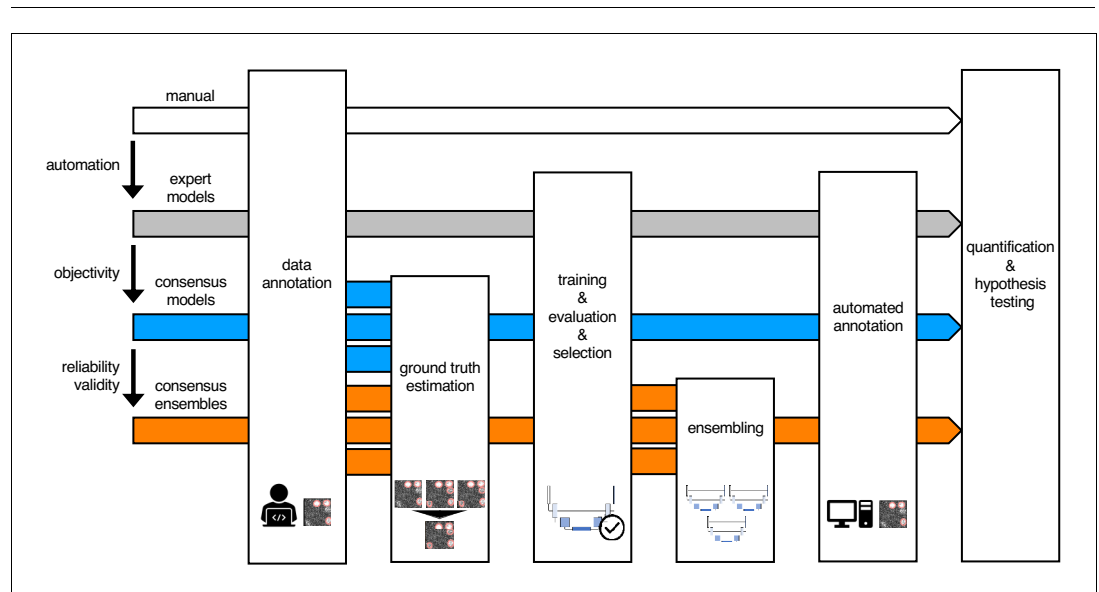 manual
automation
expert
models
objectivity
consensus
models
reliability
validity
consensus
ensembles
data
annotation
</>
ground truth
estimation
training
&
evaluation
&
selection
ensembling
automated
annotation
quantification
&
hypothesis
testing